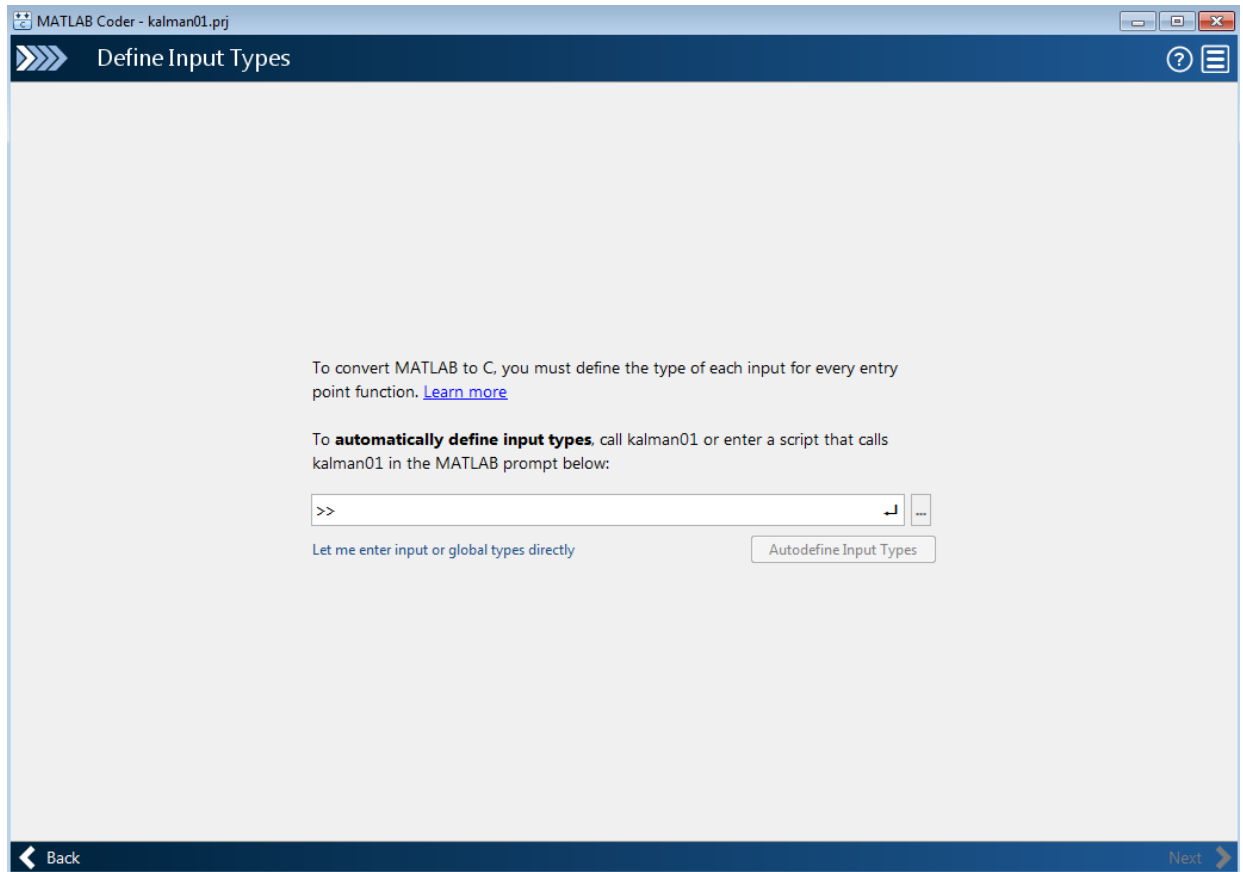 MATLAB Coder - kalman01.prj
Define Input Types
To convert MATLAB to C, you must define the type of each input for every entry
point function. Learn more
To automatically define input types, call kalman01 or enter a script that calls
kalman01 in the MATLAB prompt below:
>>
...
Let me enter input or global types directly
Autodefine Input Types
Back
Next